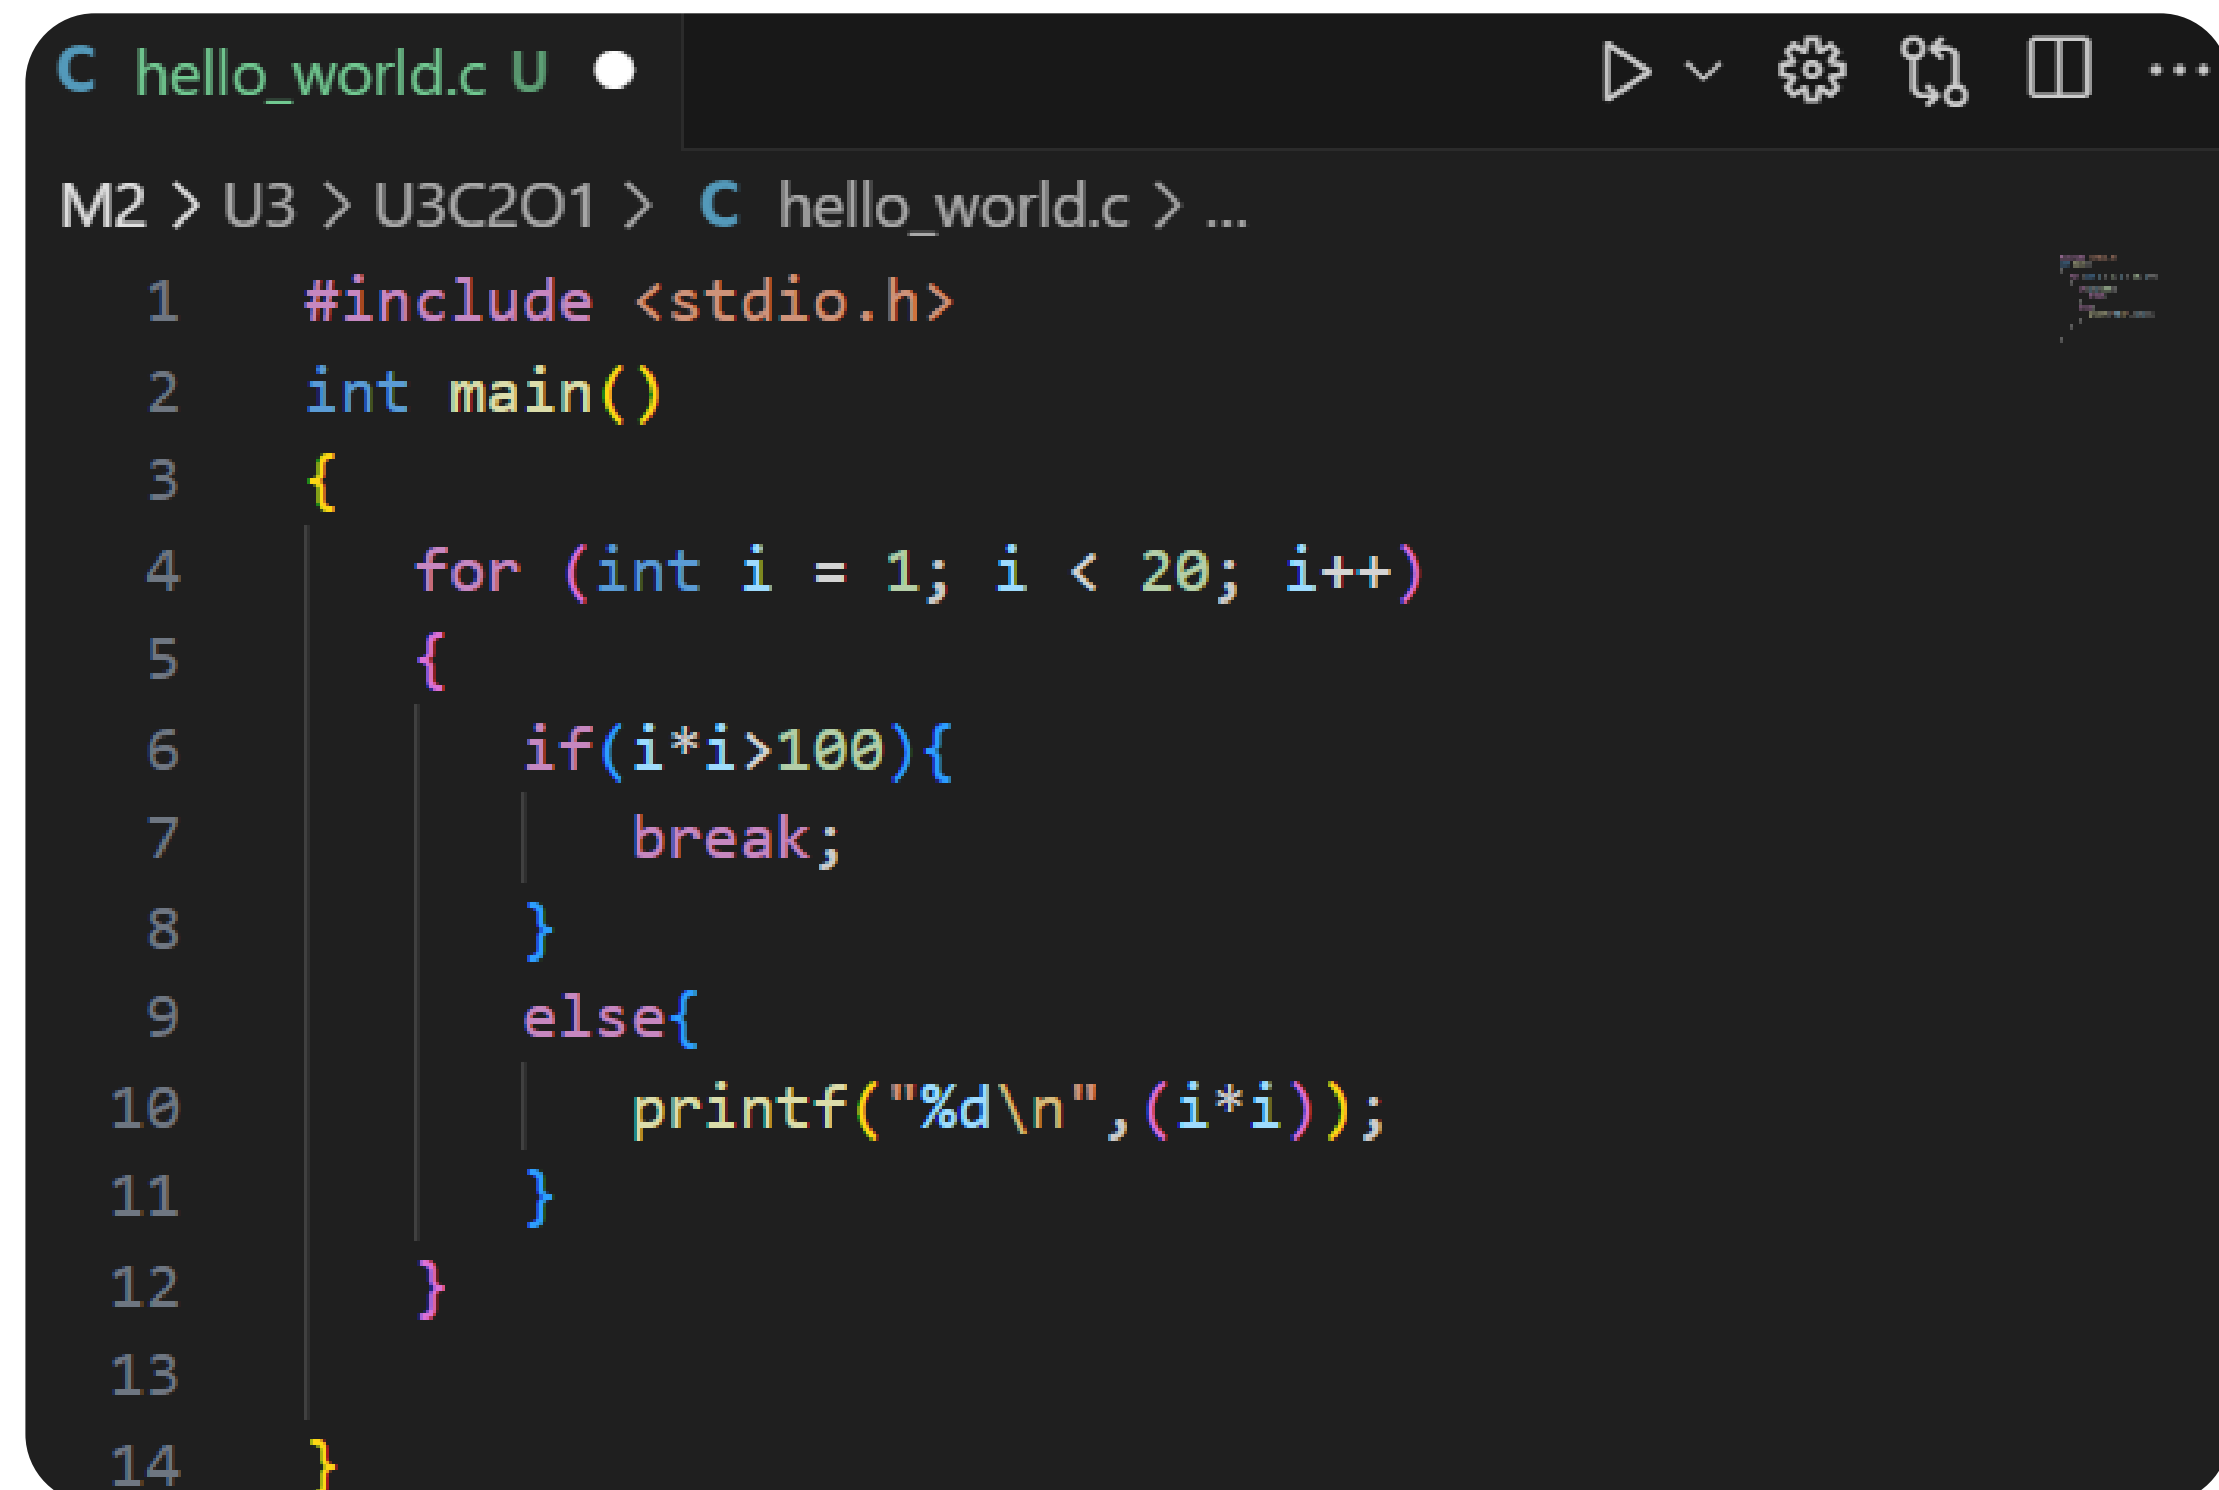 C hello_world.c U
M2 > U3 > U3C2O1 > C hello_world.c > ...
1 #include <stdio.h>
2 int main()
3 {
4 for (int i = 1; i < 20; i++)
5 {
6 if(i*i>100){
7 break;
8 }
9 else{
10 printf("%d\n",(i*i));
11 }
12 }
13
14 }